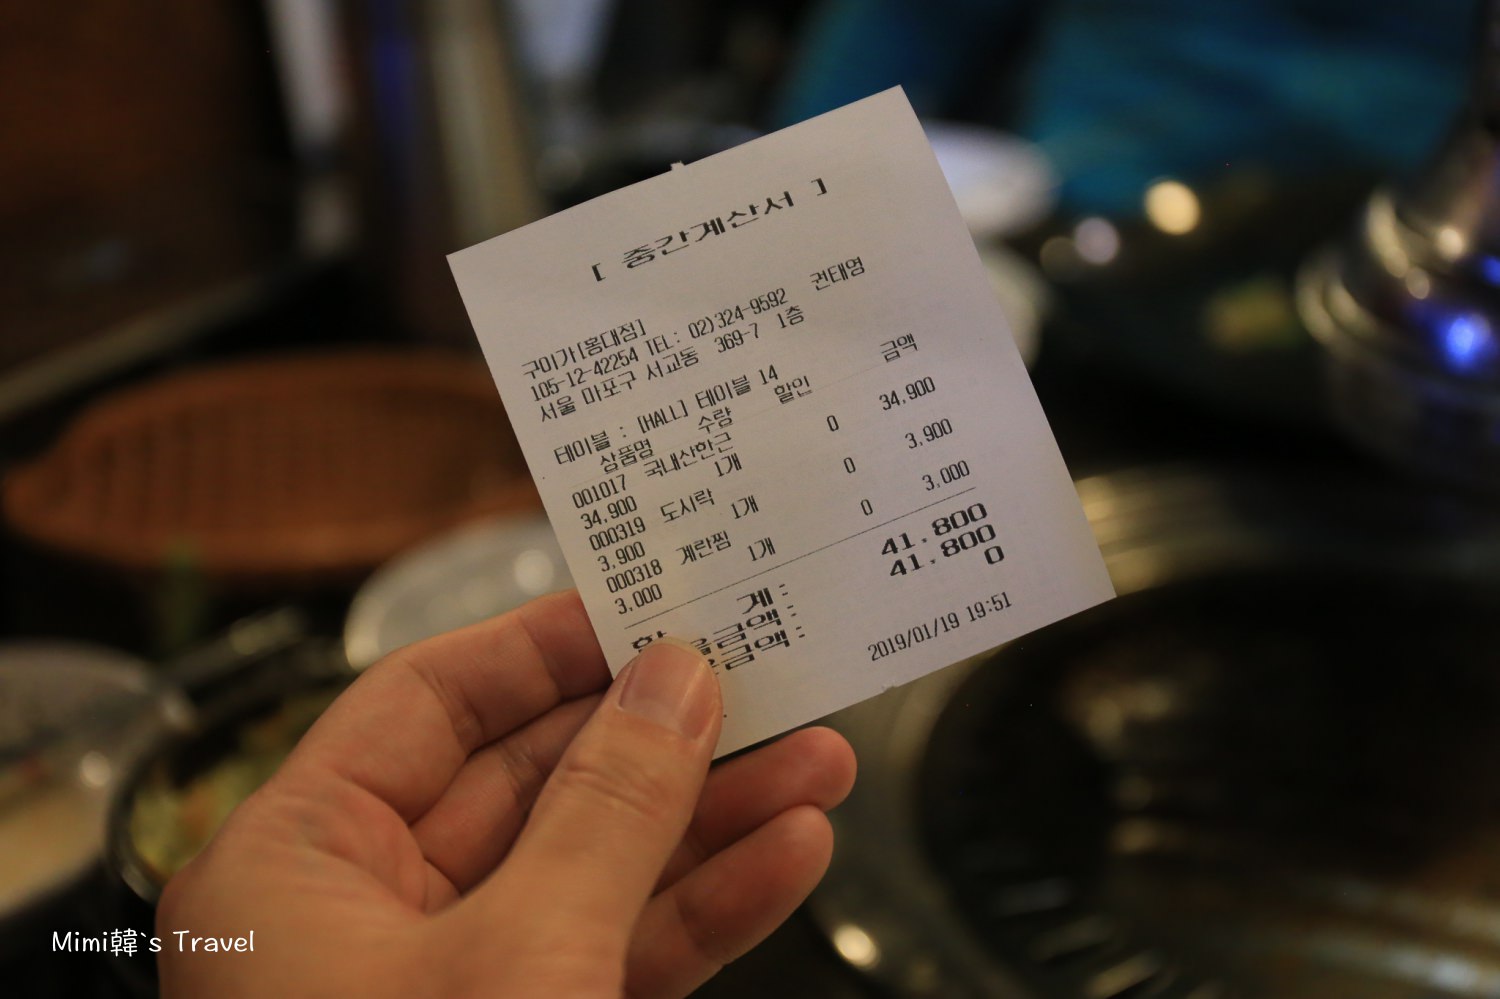 [ 중간계산서 ]
구이가[홍대점]
105-12-42254 TEL: 02)324-9592 권태영
서울 마포구 서교동 369-7 1층
테이블 : [HALL] 테이블 14
상품명 수량 할인 금액
001017 국내산한근
34,900 1개 0 34,900
000319 도시락
3,900 1개 0 3,900
000318 계란찜
3,000 1개 0 3,000
합 계 : 41,800
금액 : 41,800
금액 : 0
2019/01/19 19:51
Mimi韓`s Travel